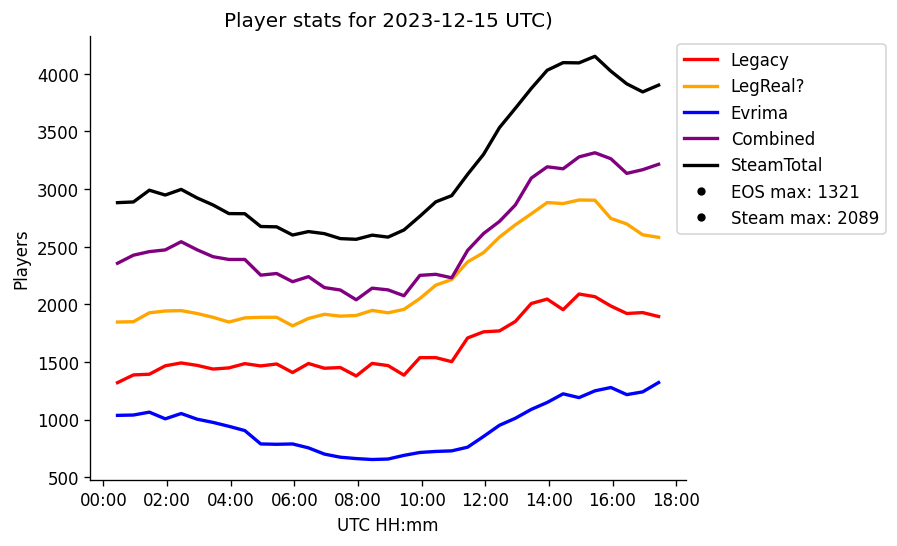 Player stats for 2023-12-15 UTC)
Legacy
LegReal?
Evrima
Combined
SteamTotal
EOS max: 1321
Steam max: 2089
Players
4000
3500
3000
2500
2000
1500
1000
500
00:00 02:00 04:00 06:00 08:00 10:00 12:00 14:00 16:00 18:00
UTC HH:mm